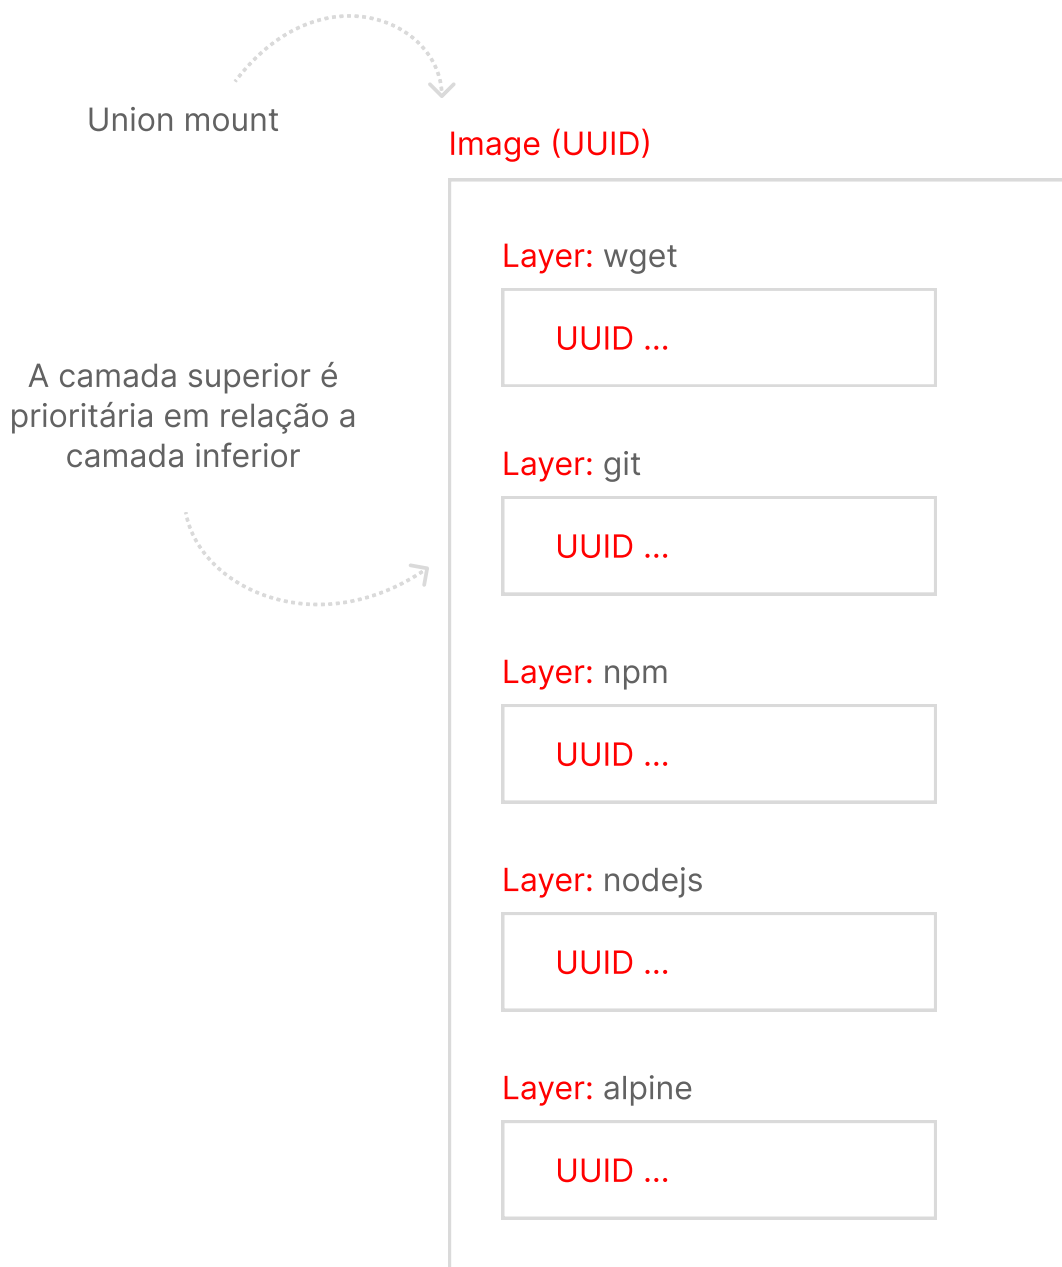 Union mount
Image (UUID)
Layer: wget
UUID ...
A camada superior é
prioritária em relação a
camada inferior
Layer: git
UUID ...
Layer: npm
UUID ...
Layer: nodejs
UUID ...
Layer: alpine
UUID ...